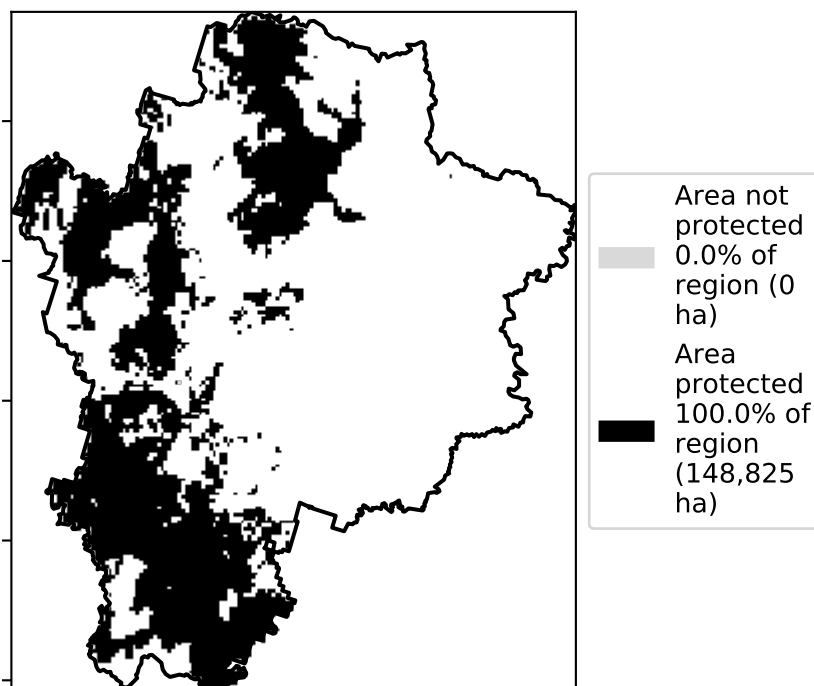 Area not
protected
0.0% of
region (0
ha)
Area
protected
100.0% of
region
(148,825
ha)